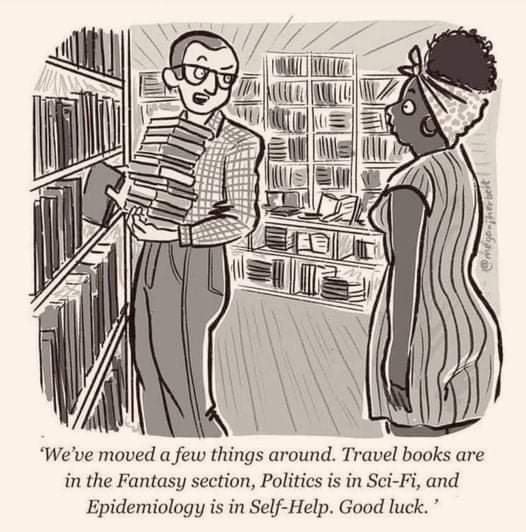 @meganjherbert
‘We’ve moved a few things around. Travel books are
in the Fantasy section, Politics is in Sci-Fi, and
Epidemiology is in Self-Help. Good luck. ’